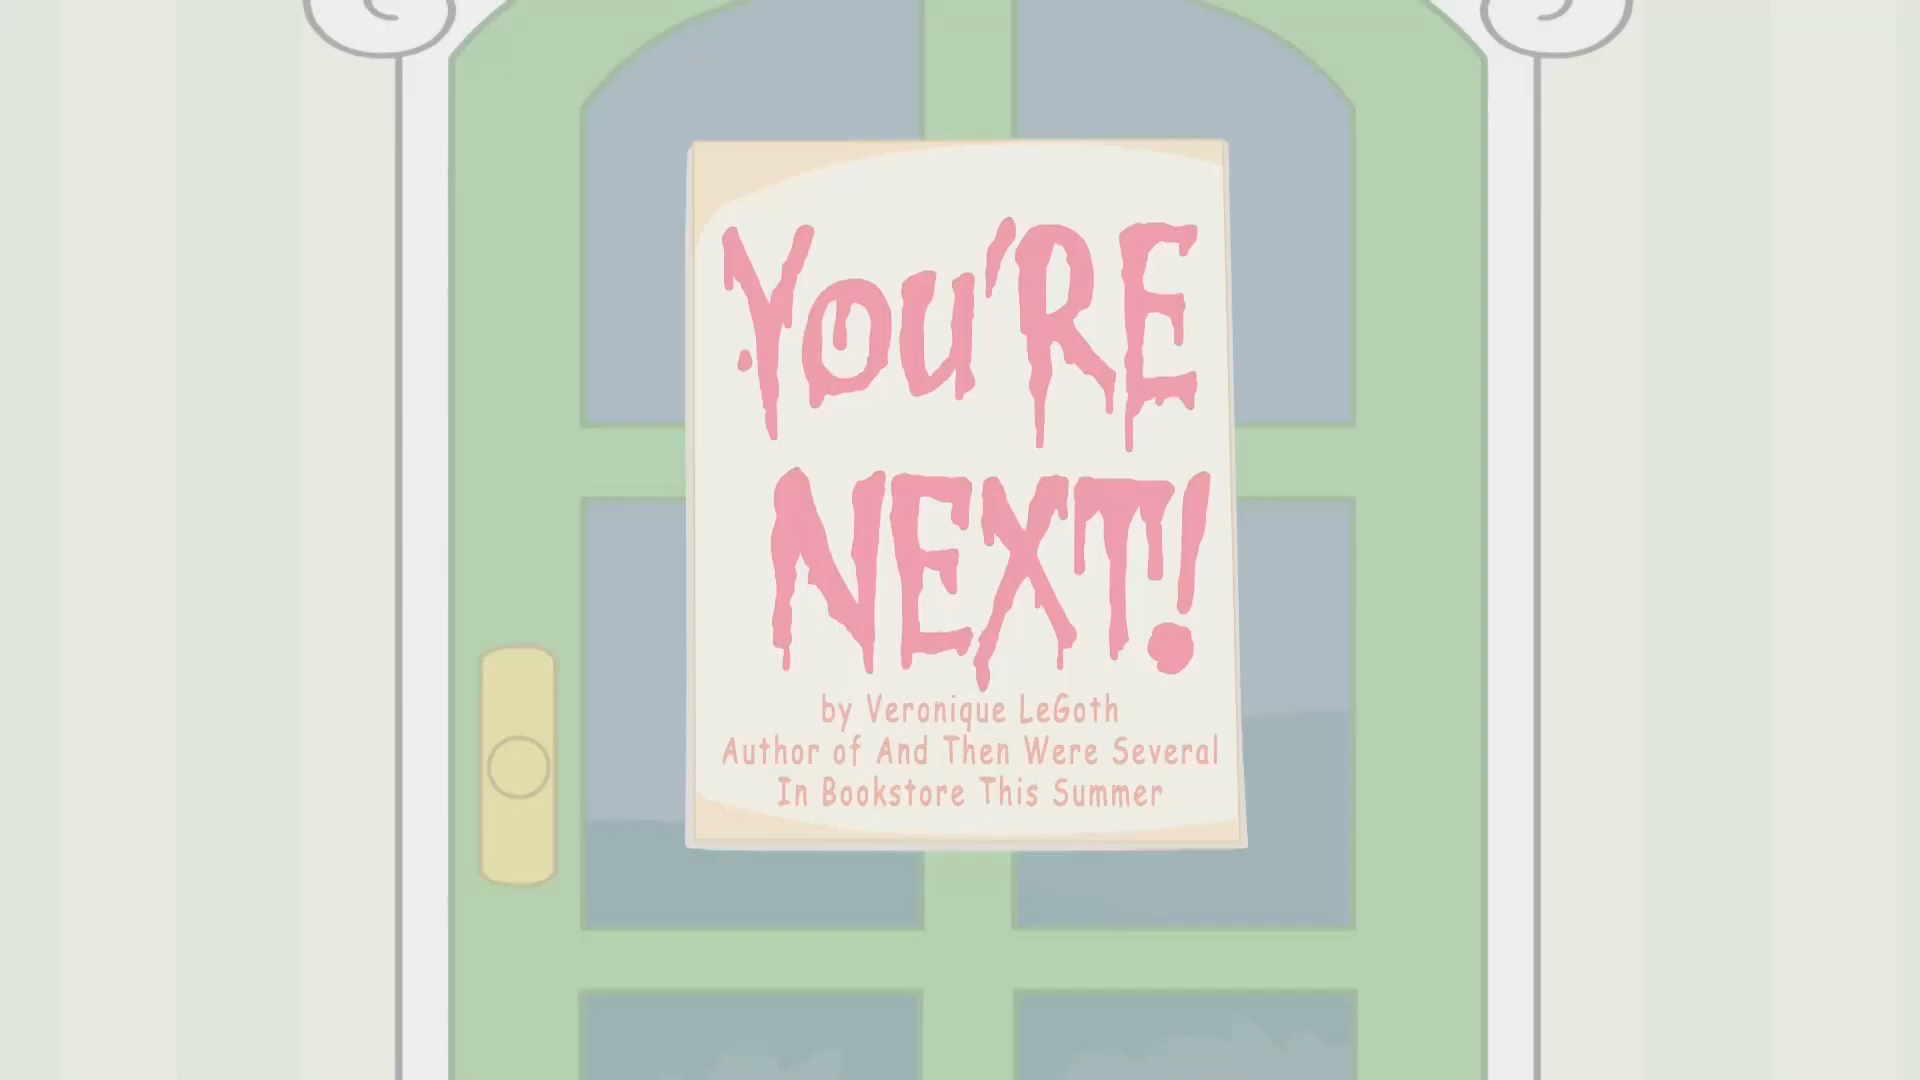 YOU'RE
NEXT!
by Veronique LeGoth
Author of And Then Were Several
In Bookstore This Summer